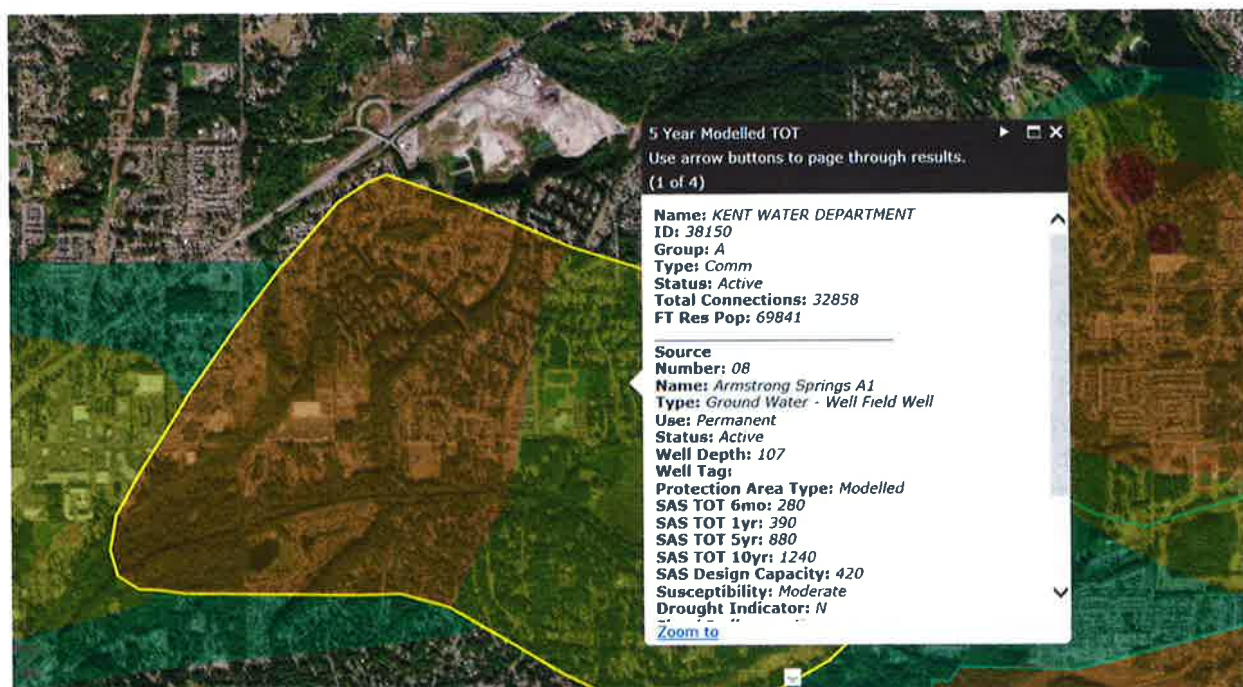 5 Year Modelled TOT
Use arrow buttons to page through results.
(1 of 4)
Name: KENT WATER DEPARTMENT
ID: 38150
Group: A
Type: Comm
Status: Active
Total Connections: 32858
FT Res Pop: 69841
Source
Number: 08
Name: Armstrong Springs A1
Type: Ground Water - Well Field Well
Use: Permanent
Status: Active
Well Depth: 107
Well Tag:
Protection Area Type: Modelled
SAS TOT 6mo: 280
SAS TOT 1yr: 390
SAS TOT 5yr: 880
SAS TOT 10yr: 1240
SAS Design Capacity: 420
Susceptibility: Moderate
Drought Indicator: N
Zoom to